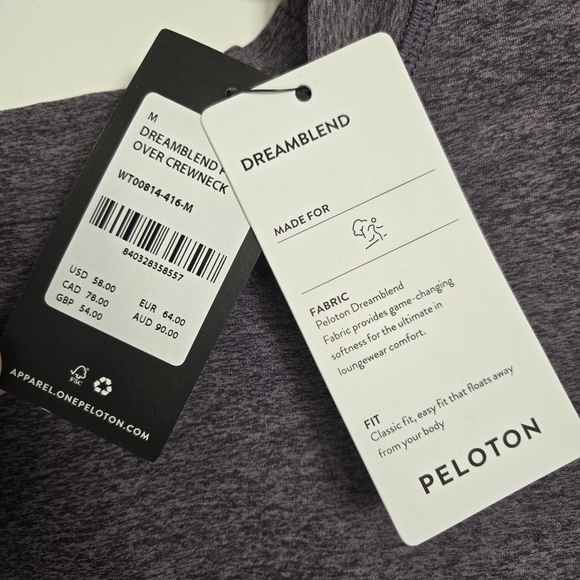 M
DREAMBLEND
OVER CREWNECK
WT00814-416-M
840328358557
USD 58.00
CAD 78.00
GBP 54.00
EUR 64.00
AUD 90.00
FSC
APPAREL.ONEPELOTON.COM
DREAMBLEND
MADE FOR
FABRIC
Peloton Dreamblend
Fabric provides game-changing
softness for the ultimate in
loungewear comfort.
FIT
Classic fit, easy fit that floats away
from your body
PELOTON